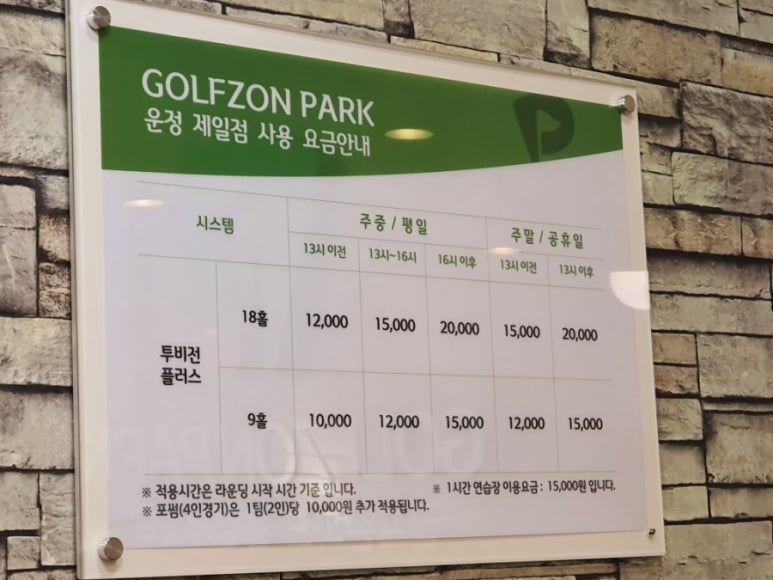 GOLFZON PARK
운정 제일점 사용 요금안내
시스템 주중 / 평일 주말 / 공휴일
13시 이전 13시~16시 16시 이후 13시 이전 13시 이후
투비전 플러스
18홀 12,000 15,000 20,000 15,000 20,000
9홀 10,000 12,000 15,000 12,000 15,000
※ 적용시간은 라운딩 시작 시간 기준 입니다. ※ 1시간 연습장 이용요금 : 15,000원 입니다.
※ 포썸(4인경기)은 1팀(2인)당 10,000원 추가 적용됩니다.